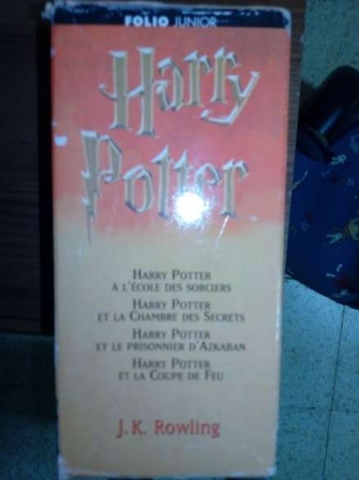 FOLIO JUNIOR
Harry
Potter
HARRY POTTER
À L'ÉCOLE DES SORCIERS
HARRY POTTER
ET LA CHAMBRE DES SECRETS
HARRY POTTER
ET LE PRISONNIER D'AZKABAN
HARRY POTTER
ET LA COUPE DE FEU
J.K. Rowling